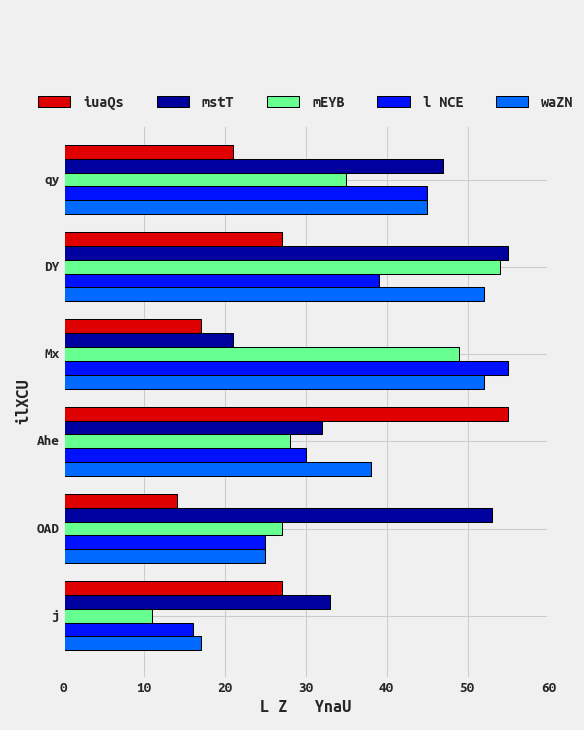 iuaQs mstT mEYB l NCE waZN
qy
DY
Mx
Ahe
OAD
j
ilXCU
0 10 20 30 40 50 60
L Z   YnaU